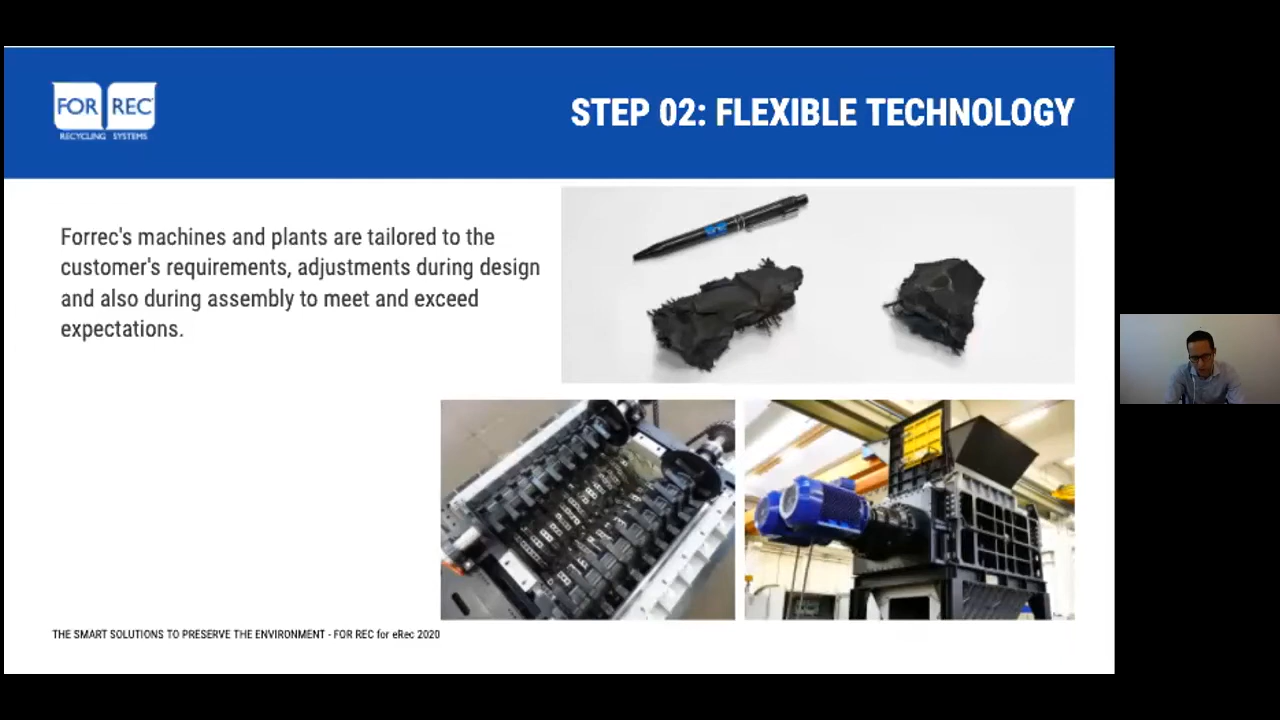 FOR REC
RECYCLING SYSTEMS
STEP 02: FLEXIBLE TECHNOLOGY
Forrec's machines and plants are tailored to the
customer's requirements, adjustments during design
and also during assembly to meet and exceed
expectations.
THE SMART SOLUTIONS TO PRESERVE THE ENVIRONMENT - FOR REC for eRec 2020